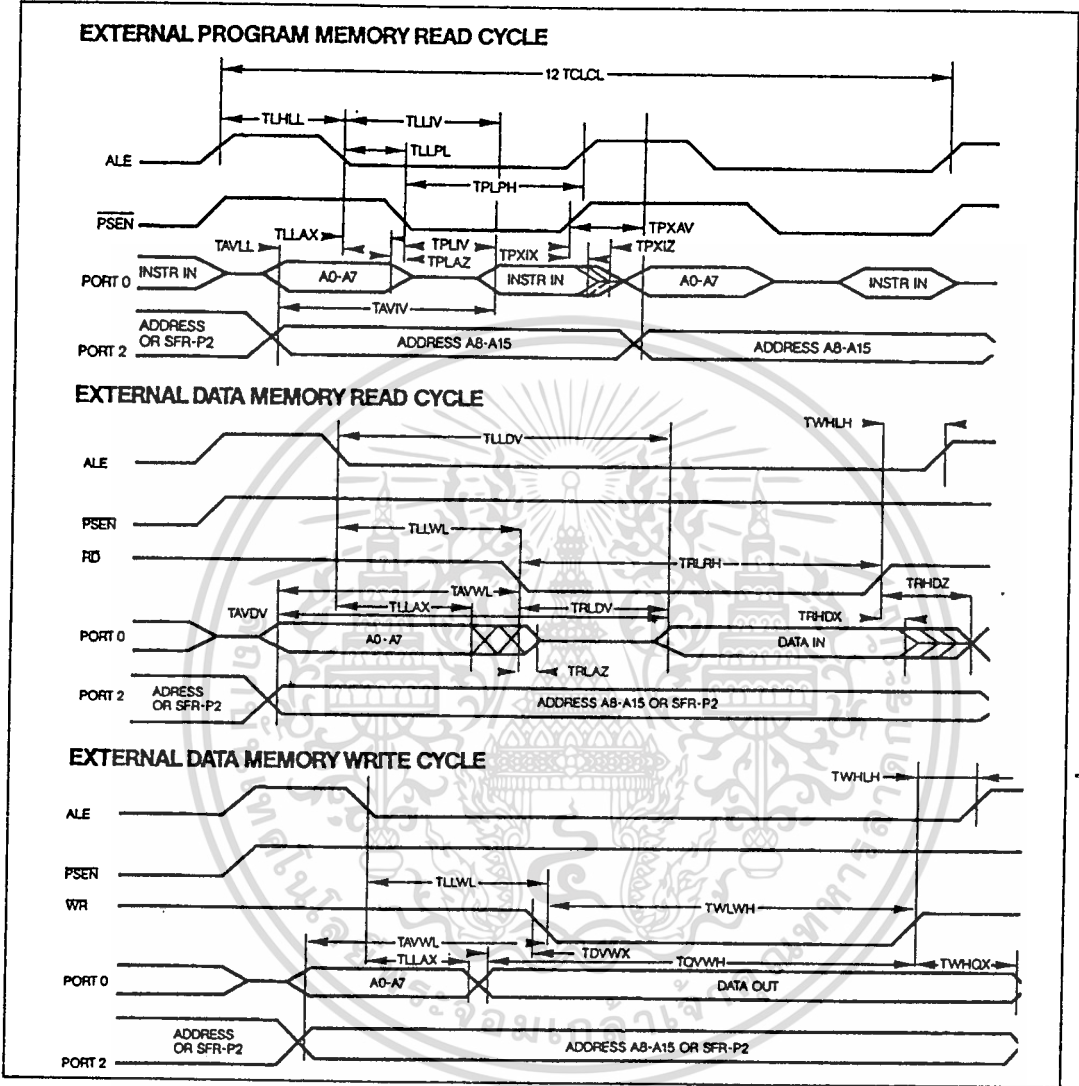 EXTERNAL PROGRAM MEMORY READ CYCLE
12 TCLCL
TLHLL
TLLIV
TLLPL
ALE
TPLPH
PSEN
TPXAV
TLLAX
TAVLL
TPLIV
TPLAZ
TPXIX
TPXIZ
PORT 0
INSTR IN
A0-A7
INSTR IN
A0-A7
INSTR IN
TAVIV
ADDRESS
OR SFR-P2
PORT 2
ADDRESS A8-A15
ADDRESS A8-A15
EXTERNAL DATA MEMORY READ CYCLE
TWHLH
TLLDV
ALE
PSEN
TLLWL
RD
TRLRH
TAVWL
TRHDZ
TAVDV
TLLAX
TRLDV
TRHDX
PORT 0
A0-A7
DATA IN
TRLAZ
PORT 2
ADRESS
OR SFR-P2
ADDRESS A8-A15 OR SFR-P2
EXTERNAL DATA MEMORY WRITE CYCLE
TWHLH
ALE
PSEN
TLLWL
WR
TWLWH
TAVWL
TDVWX
TLLAX
TQVWH
TWHQX
PORT 0
A0-A7
DATA OUT
ADDRESS
OR SFR-P2
PORT 2
ADDRESS A8-A15 OR SFR-P2